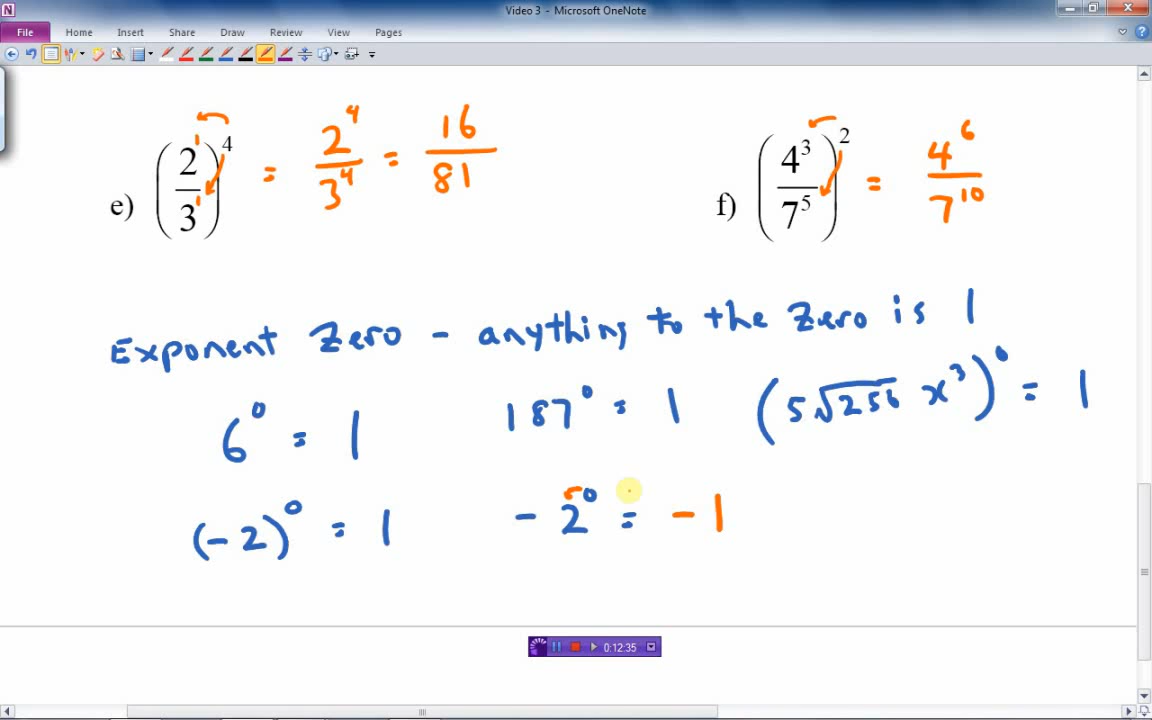 Video 3 - Microsoft OneNote
File Home Insert Share Draw Review View Pages
e) (2¹/3¹)⁴ = 2⁴/3⁴ = 16/81
f) (4³/7⁵)² = 4⁶/7¹⁰
Exponent Zero - anything to the Zero is 1
6⁰ = 1
187⁰ = 1
(5√256 x³)⁰ = 1
(-2)⁰ = 1
-2⁰ = -1
0:12:35